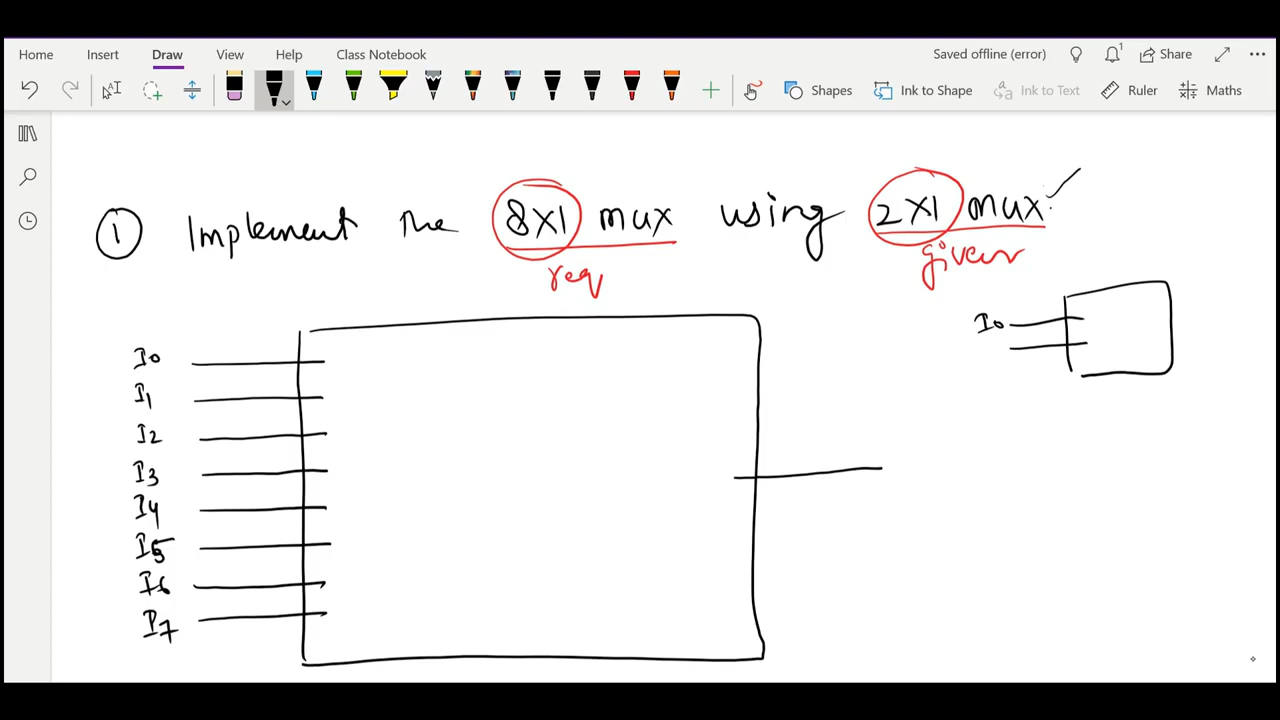 Home Insert Draw View Help Class Notebook Saved offline (error) 1 Share
Shapes Ink to Shape Ink to Text Ruler Maths
① Implement the 8X1 mux using 2X1 mux.
req given
I0
I0
I1
I2
I3
I4
I5
I6
I7